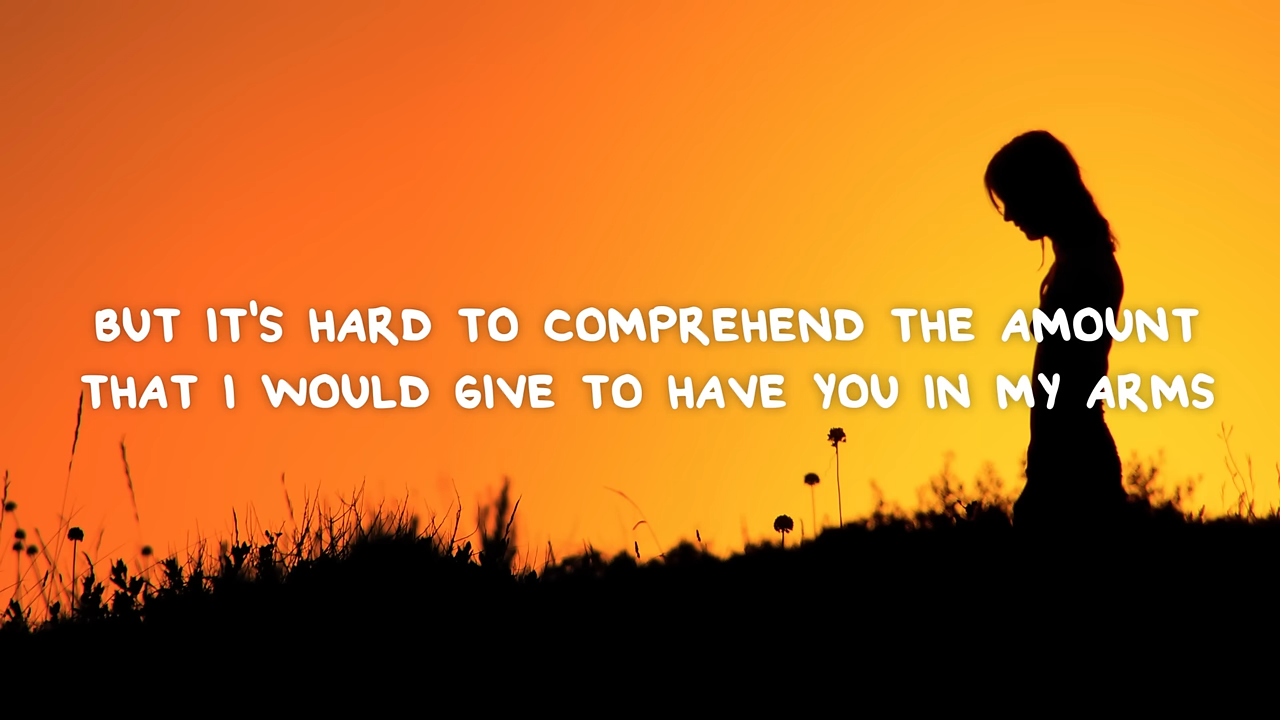 BUT IT'S HARD TO COMPREHEND THE AMOUNT
THAT I WOULD GIVE TO HAVE YOU IN MY ARMS